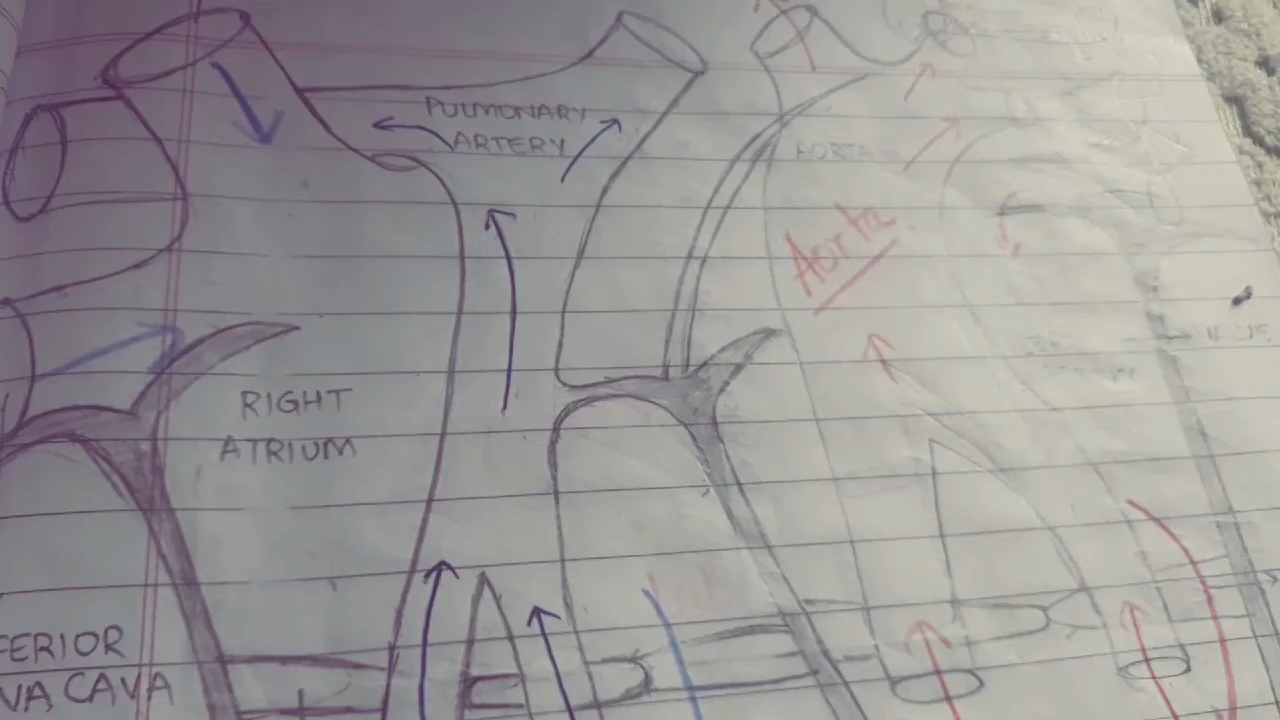 PULMONARY
ARTERY
AORTA
Aorta
RIGHT
ATRIUM
FERIOR
VA CAVA